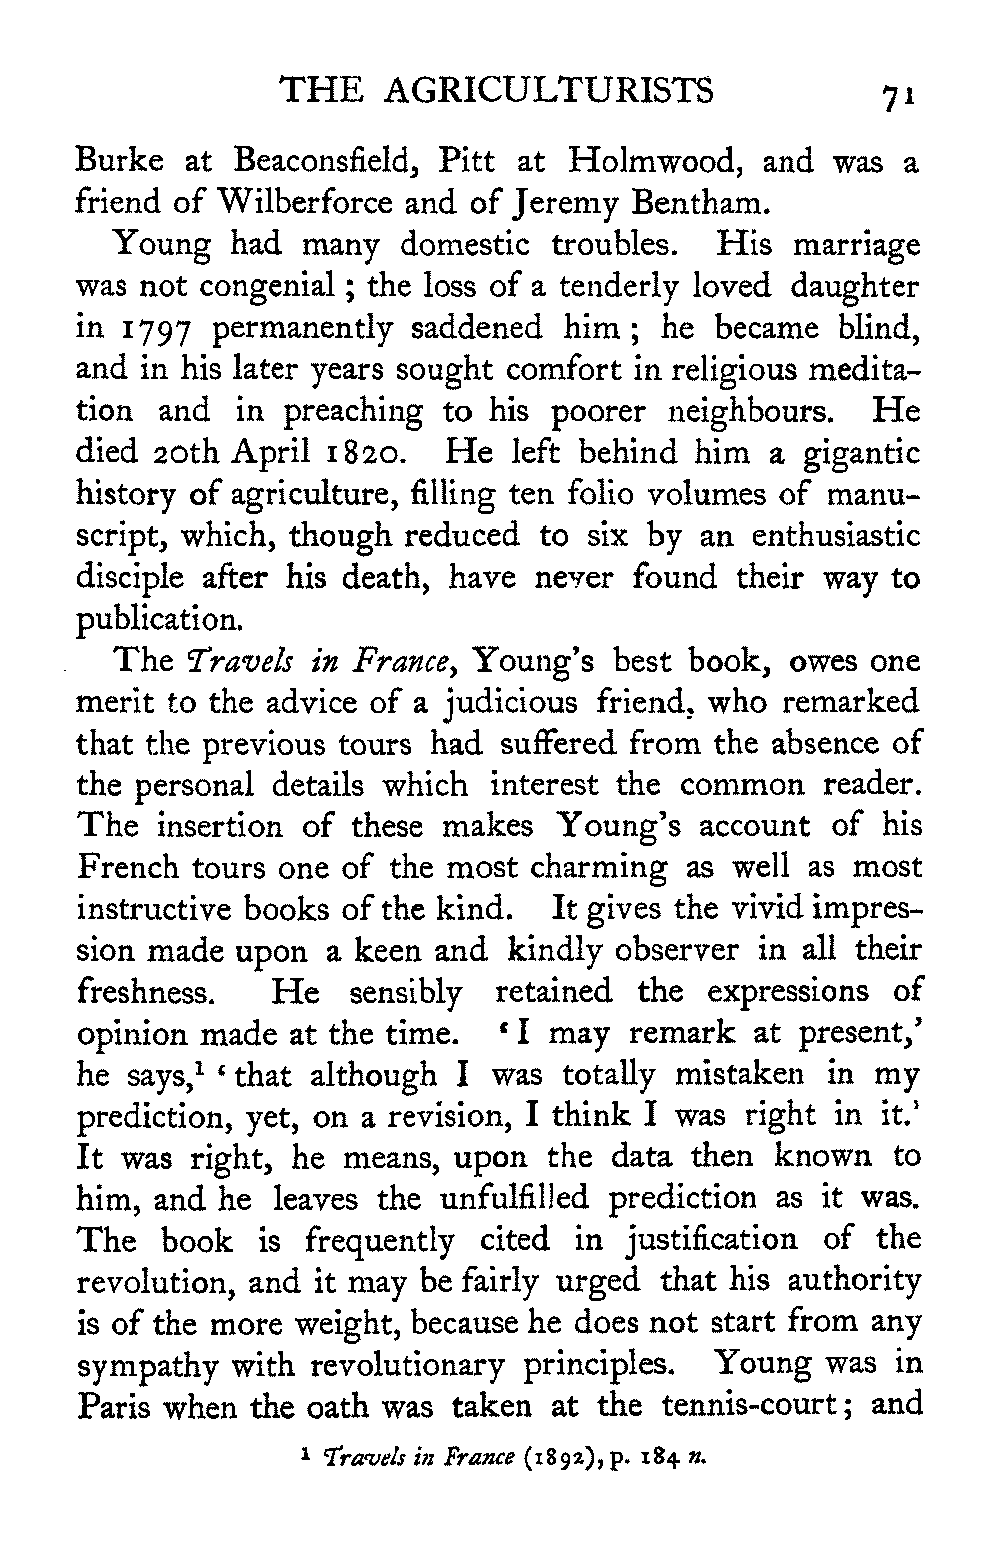 THE AGRICULTURISTS 71
Burke at Beaconsfield, Pitt at Holmwood, and was a
friend of Wilberforce and of Jeremy Bentham.
Young had many domestic troubles. His marriage
was not congenial ; the loss of a tenderly loved daughter
in 1797 permanently saddened him ; he became blind,
and in his later years sought comfort in religious medita-
tion and in preaching to his poorer neighbours. He
died 20th April 1820. He left behind him a gigantic
history of agriculture, filling ten folio volumes of manu-
script, which, though reduced to six by an enthusiastic
disciple after his death, have never found their way to
publication.
The Travels in France, Young's best book, owes one
merit to the advice of a judicious friend, who remarked
that the previous tours had suffered from the absence of
the personal details which interest the common reader.
The insertion of these makes Young's account of his
French tours one of the most charming as well as most
instructive books of the kind. It gives the vivid impres-
sion made upon a keen and kindly observer in all their
freshness. He sensibly retained the expressions of
opinion made at the time. ‘I may remark at present,’
he says,¹ ‘that although I was totally mistaken in my
prediction, yet, on a revision, I think I was right in it.’
It was right, he means, upon the data then known to
him, and he leaves the unfulfilled prediction as it was.
The book is frequently cited in justification of the
revolution, and it may be fairly urged that his authority
is of the more weight, because he does not start from any
sympathy with revolutionary principles. Young was in
Paris when the oath was taken at the tennis-court ; and
¹ Travels in France (1892), p. 184 n.